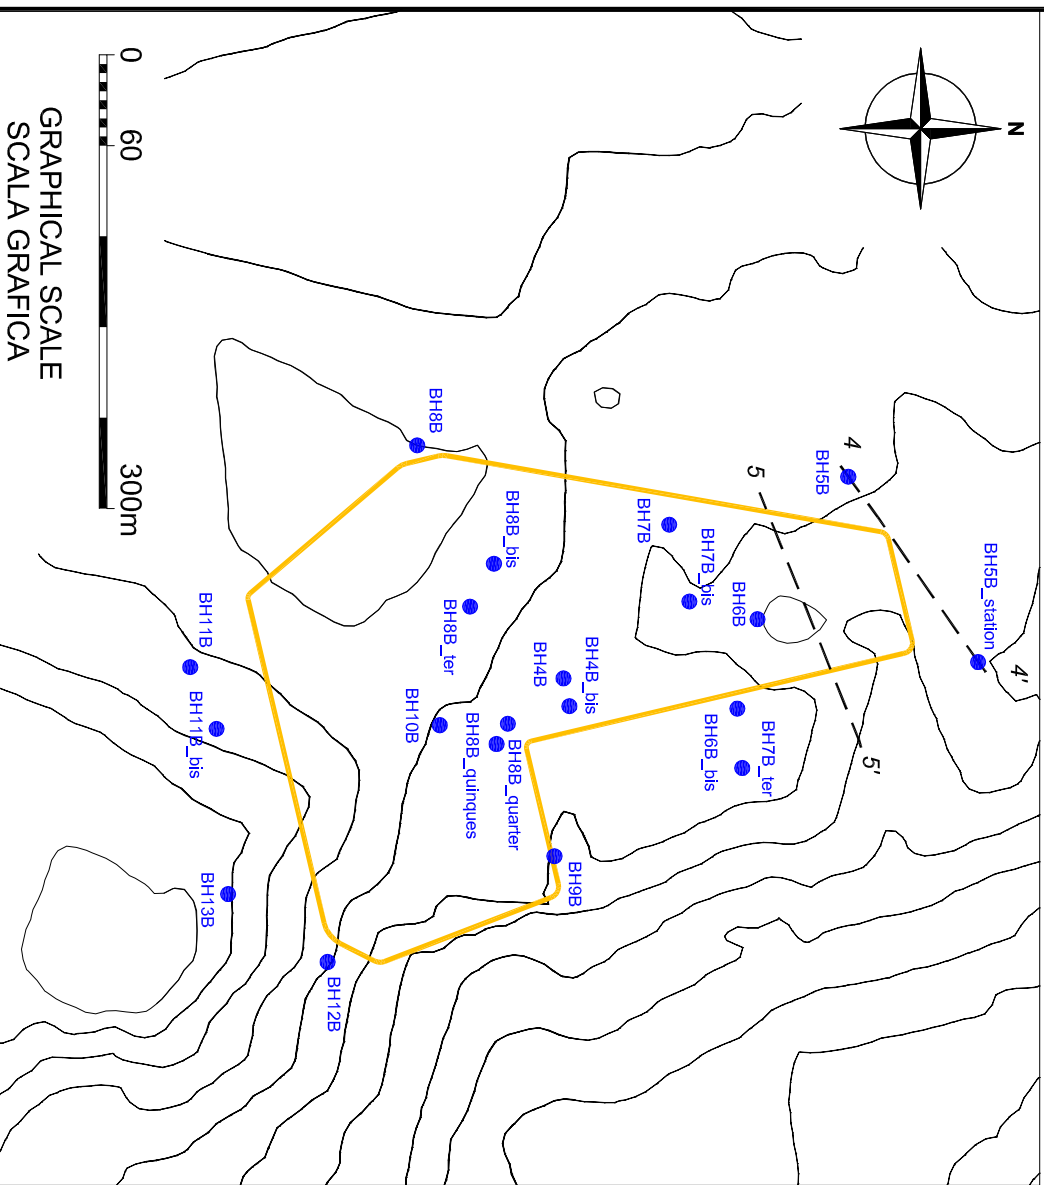 N
0
60
300m
GRAPHICAL SCALE
SCALA GRAFICA
4
4'
5
5'
BH5B
BH5B_station
BH8B
BH7B
BH7B_bis
BH6B
BH8B_bis
BH8B_ter
BH4B_bis
BH4B
BH6B_bis
BH7B_ter
BH11B
BH11B_bis
BH10B
BH8B_quinques
BH8B_quarter
BH9B
BH13B
BH12B